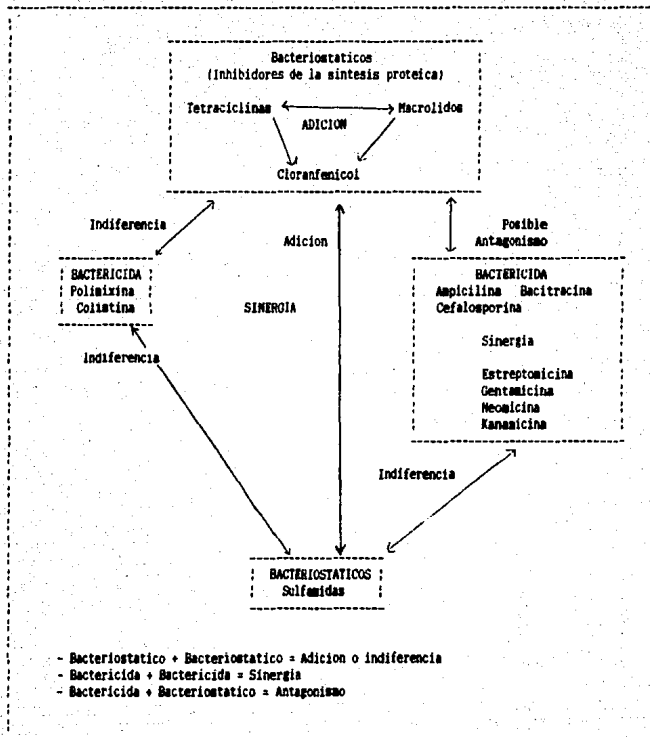 Bacteriostaticos
(Inhibidores de la sintesis proteica)
Tetraciclinas Macrolidos
ADICION
Cloranfenicol
Indiferencia
Adicion
Posible
Antagonismo
BACTERICIDA
Polimixina
Colistina
SINERGIA
BACTERICIDA
Ampicilina Bacitracina
Cefalosporina
Sinergia
Estreptomicina
Gentamicina
Neomicina
Kanamicina
Indiferencia
Indiferencia
BACTERIOSTATICOS
Sulfamidas
- Bacteriostatico + Bacteriostatico = Adicion o indiferencia
- Bactericida + Bactericida = Sinergia
- Bactericida + Bacteriostatico = Antagonismo